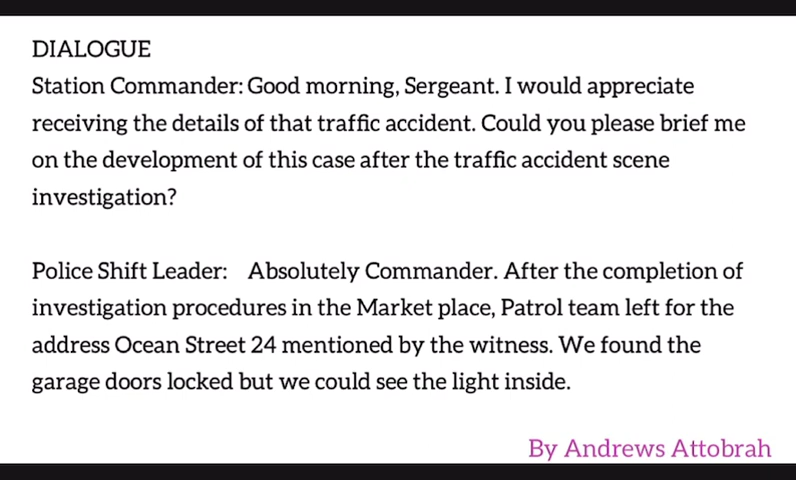 DIALOGUE
Station Commander: Good morning, Sergeant. I would appreciate
receiving the details of that traffic accident. Could you please brief me
on the development of this case after the traffic accident scene
investigation?
Police Shift Leader: Absolutely Commander. After the completion of
investigation procedures in the Market place, Patrol team left for the
address Ocean Street 24 mentioned by the witness. We found the
garage doors locked but we could see the light inside.
By Andrews Attobrah